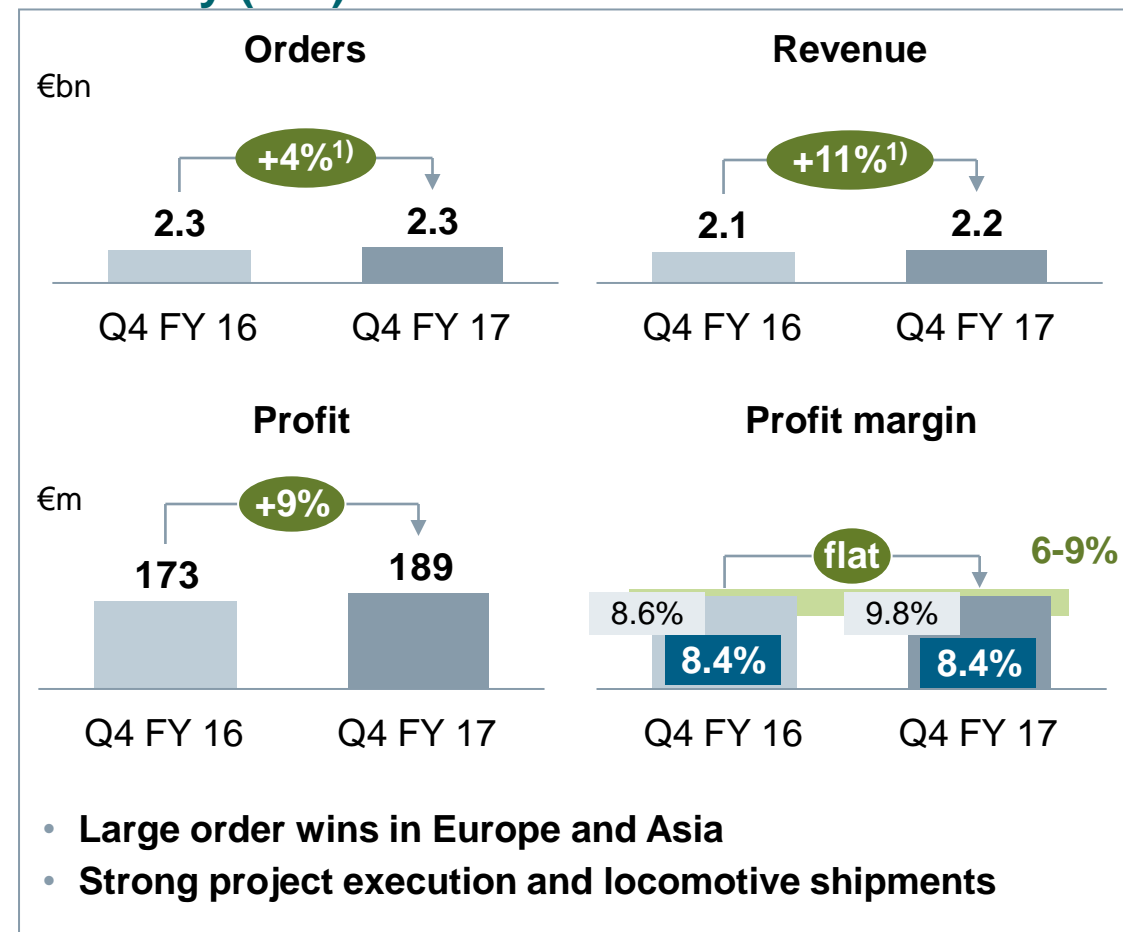 Orders
Revenue
€bn
+4%1)
+11%1)
2.3
2.3
2.1
2.2
Q4 FY 16
Q4 FY 17
Q4 FY 16
Q4 FY 17
Profit
Profit margin
€m
+9%
flat
6-9%
173
189
8.6%
9.8%
8.4%
8.4%
Q4 FY 16
Q4 FY 17
Q4 FY 16
Q4 FY 17
• Large order wins in Europe and Asia
• Strong project execution and locomotive shipments